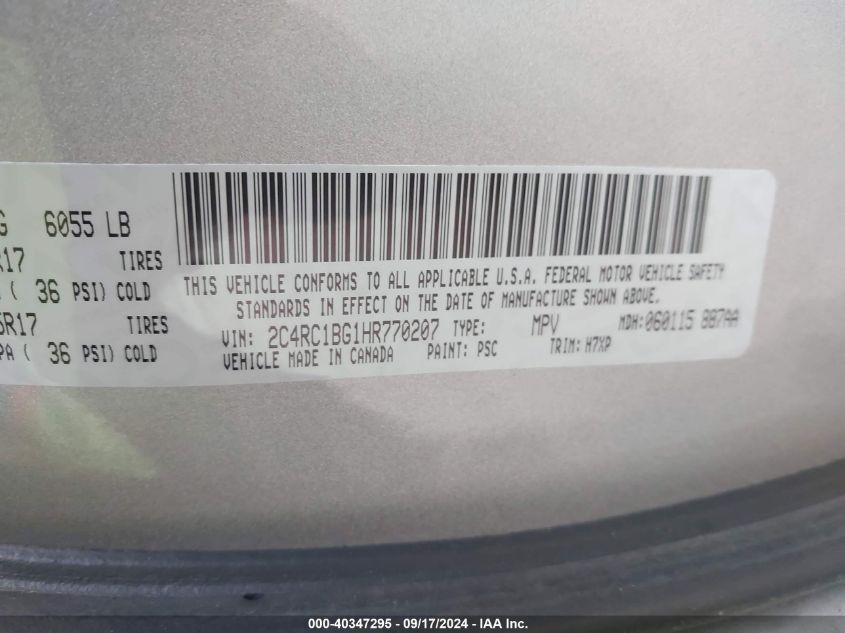 G 6055 LB
R17 TIRES
( 36 PSI) COLD
5R17 TIRES
PA ( 36 PSI) COLD
THIS VEHICLE CONFORMS TO ALL APPLICABLE U.S.A. FEDERAL MOTOR VEHICLE SAFETY
STANDARDS IN EFFECT ON THE DATE OF MANUFACTURE SHOWN ABOVE.
VIN: 2C4RC1BG1HR770207 TYPE: MPV MDH: 060115 887AA
VEHICLE MADE IN CANADA PAINT: PSC TRIM: H7XP
000-40347295 - 09/17/2024 - IAA Inc.